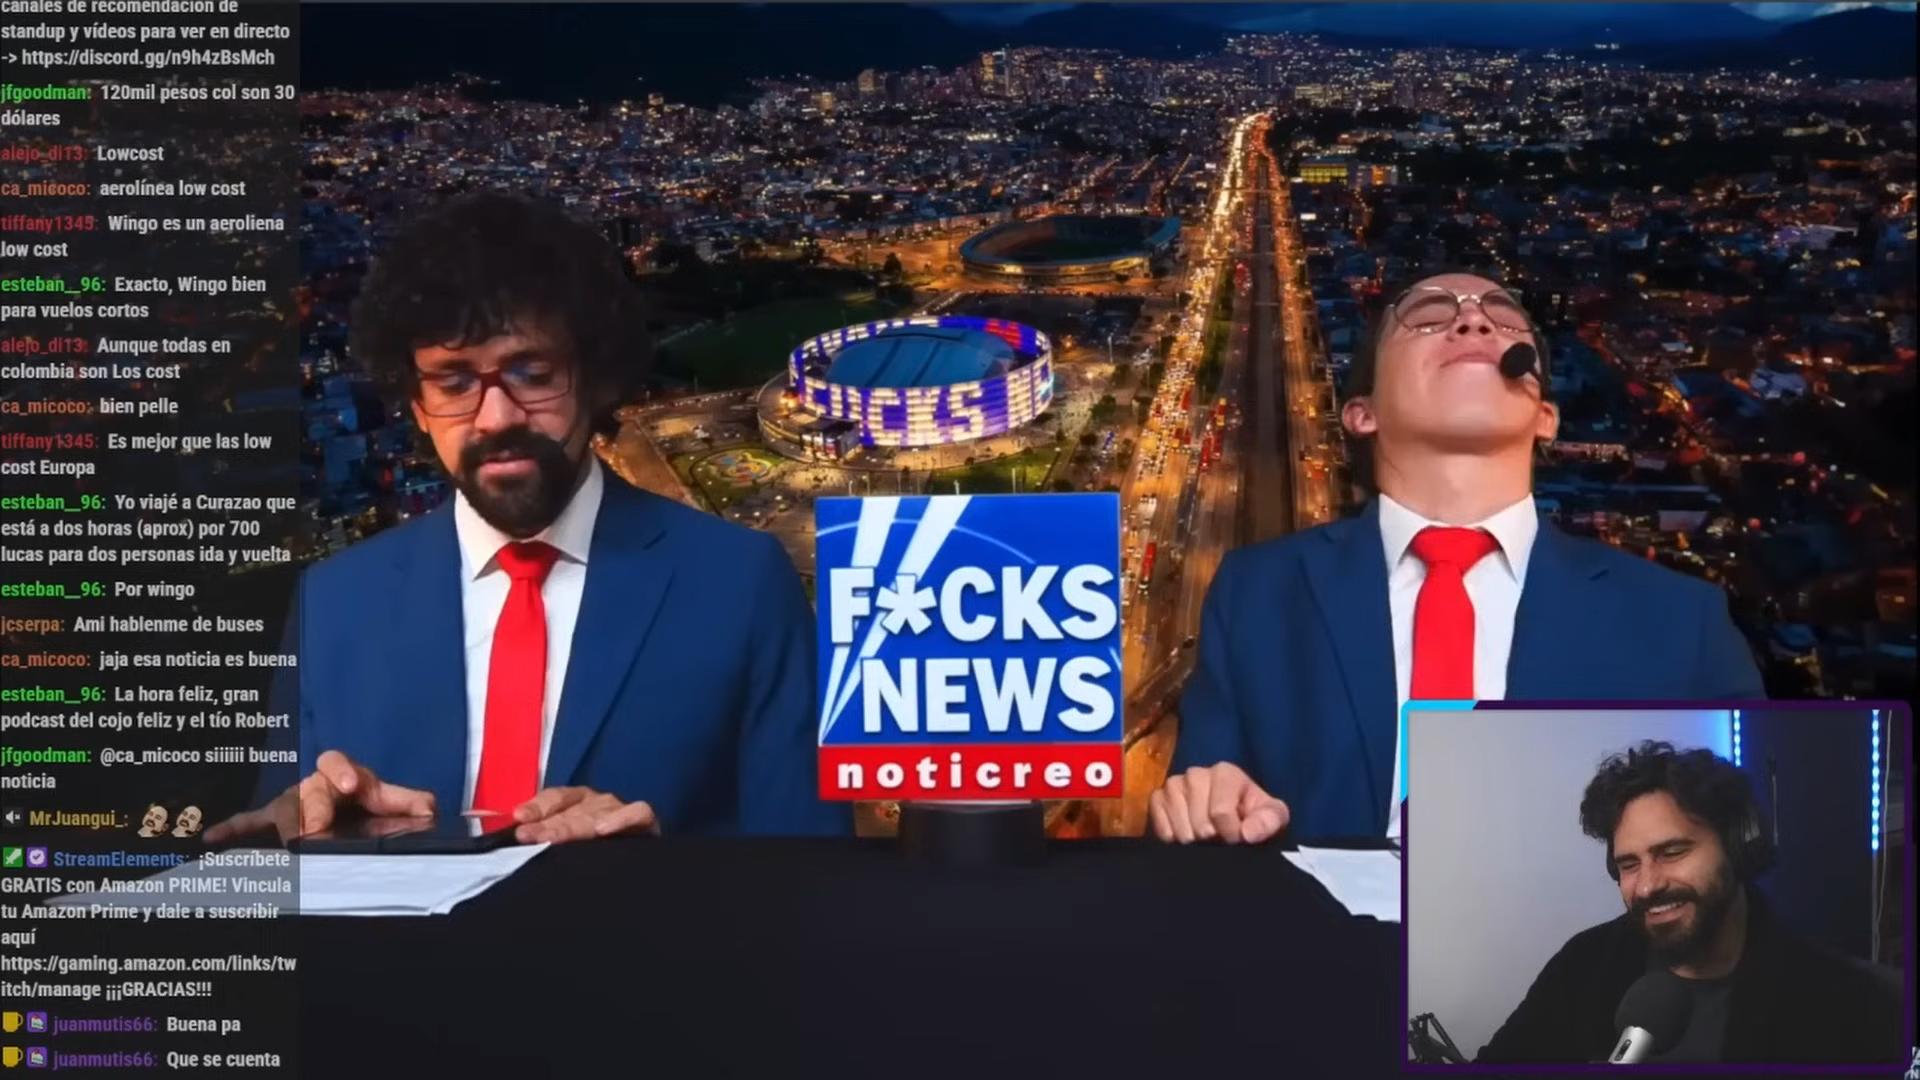 canales de recomendación de
standup y vídeos para ver en directo
-> https://discord.gg/n9h4zBsMch
jfgoodman: 120mil pesos col son 30
dólares
alejo_dl13: Lowcost
ca_micoco: aerolínea low cost
tiffany1345: Wingo es un aeroliena
low cost
esteban__96: Exacto, Wingo bien
para vuelos cortos
alejo_dl13: Aunque todas en
colombia son Los cost
ca_micoco: bien pelle
tiffany1345: Es mejor que las low
cost Europa
esteban__96: Yo viajé a Curazao que
está a dos horas (aprox) por 700
lucas para dos personas ida y vuelta
esteban__96: Por wingo
jcserpa: Ami hablenme de buses
ca_micoco: jaja esa noticia es buena
esteban__96: La hora feliz, gran
podcast del cojo feliz y el tío Robert
jfgoodman: @ca_micoco siiiiii buena
noticia
MrJuangui_:
StreamElements: ¡Suscríbete
GRATIS con Amazon PRIME! Vincula
tu Amazon Prime y dale a suscribir
aquí
https://gaming.amazon.com/links/tw
itch/manage ¡¡¡GRACIAS!!!
juanmutis66: Buena pa
juanmutis66: Que se cuenta
F*CKS
NEWS
noticreo